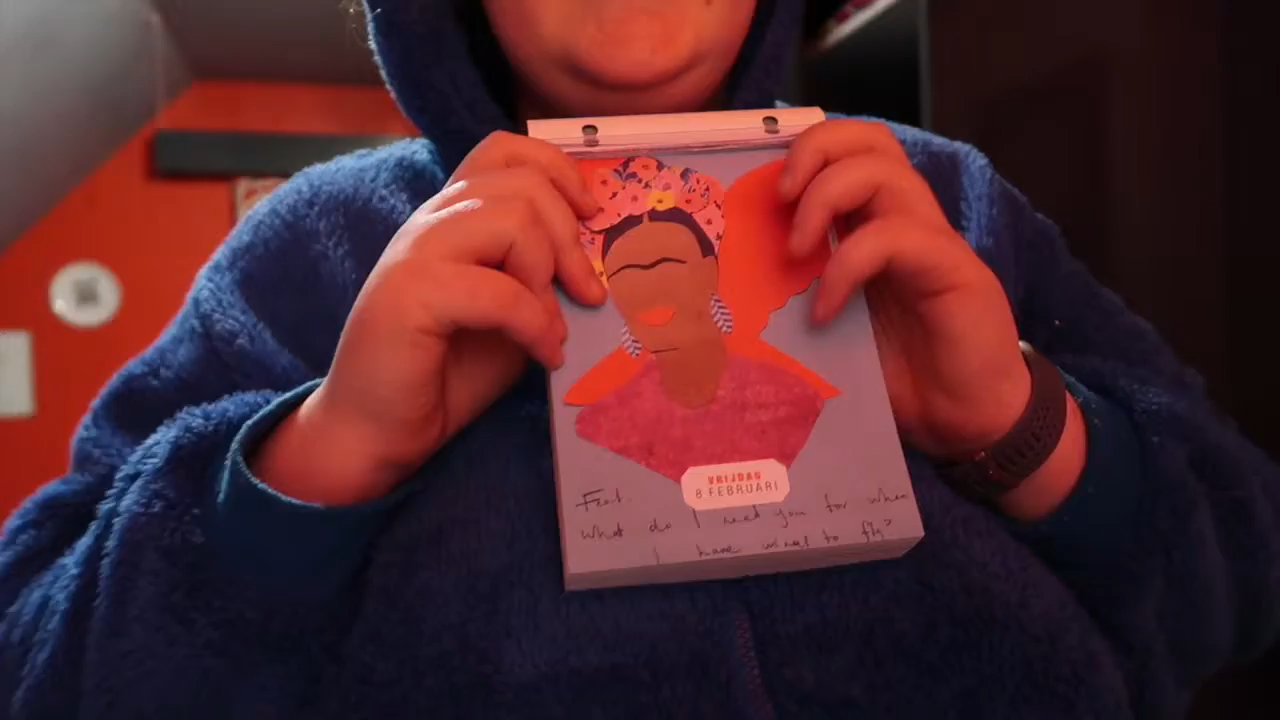 VRIJDAG
8 FEBRUARI
Feet.
What do I need you for when
I have wings to fly?